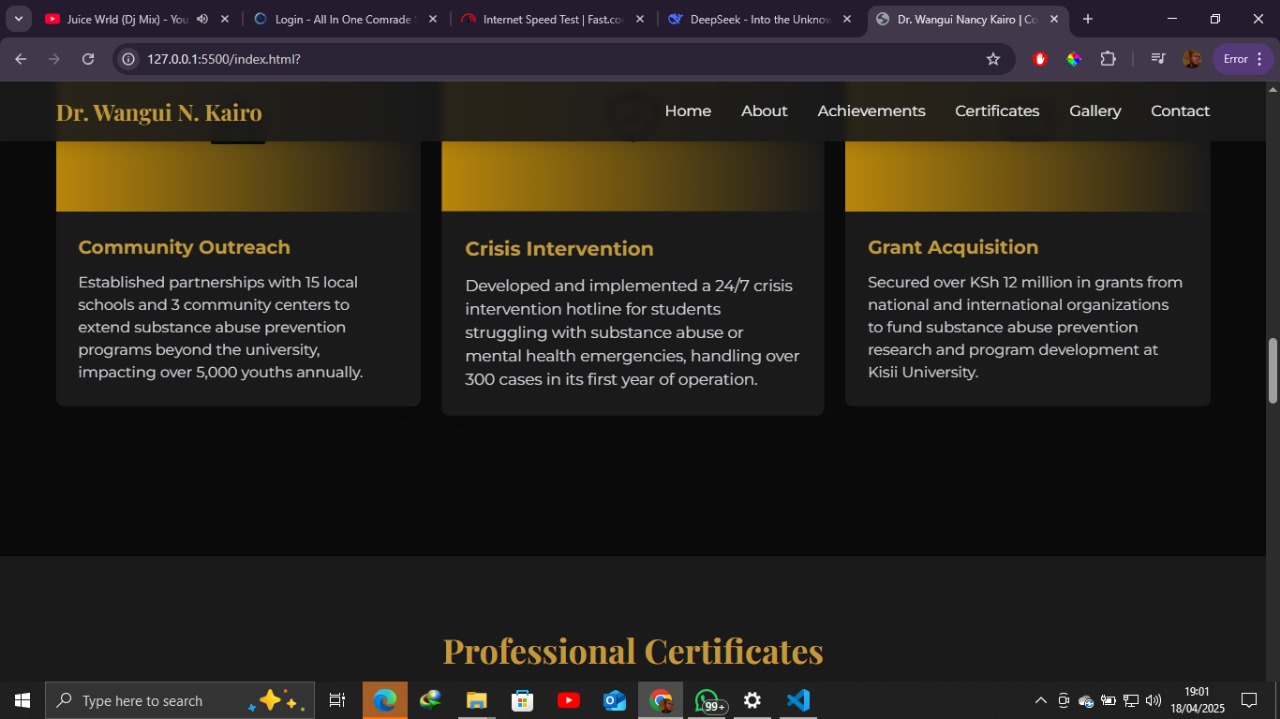 Juice Wrld (Dj Mix) - You
Login - All In One Comrade
Internet Speed Test | Fast.co
DeepSeek - Into the Unknow
Dr. Wangui Nancy Kairo | Co
127.0.0.1:5500/index.html?
Error
Dr. Wangui N. Kairo
Home
About
Achievements
Certificates
Gallery
Contact
Community Outreach
Established partnerships with 15 local
schools and 3 community centers to
extend substance abuse prevention
programs beyond the university,
impacting over 5,000 youths annually.
Crisis Intervention
Developed and implemented a 24/7 crisis
intervention hotline for students
struggling with substance abuse or
mental health emergencies, handling over
300 cases in its first year of operation.
Grant Acquisition
Secured over KSh 12 million in grants from
national and international organizations
to fund substance abuse prevention
research and program development at
Kisii University.
Professional Certificates
Type here to search
99+
19:01
18/04/2025